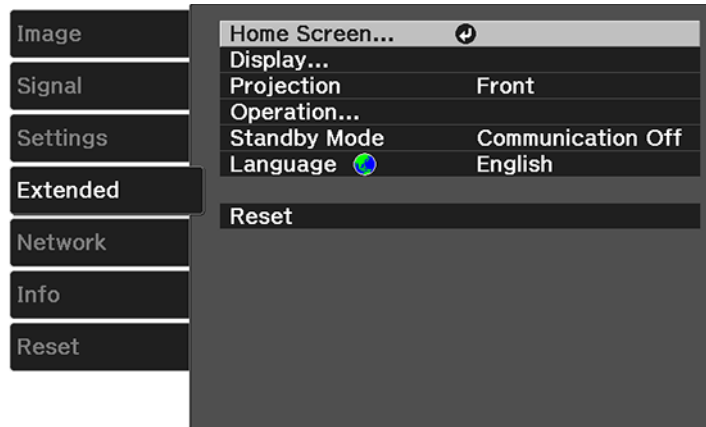 Image
Signal
Settings
Extended
Network
Info
Reset
Home Screen...
Display...
Projection Front
Operation...
Standby Mode Communication Off
Language English
Reset